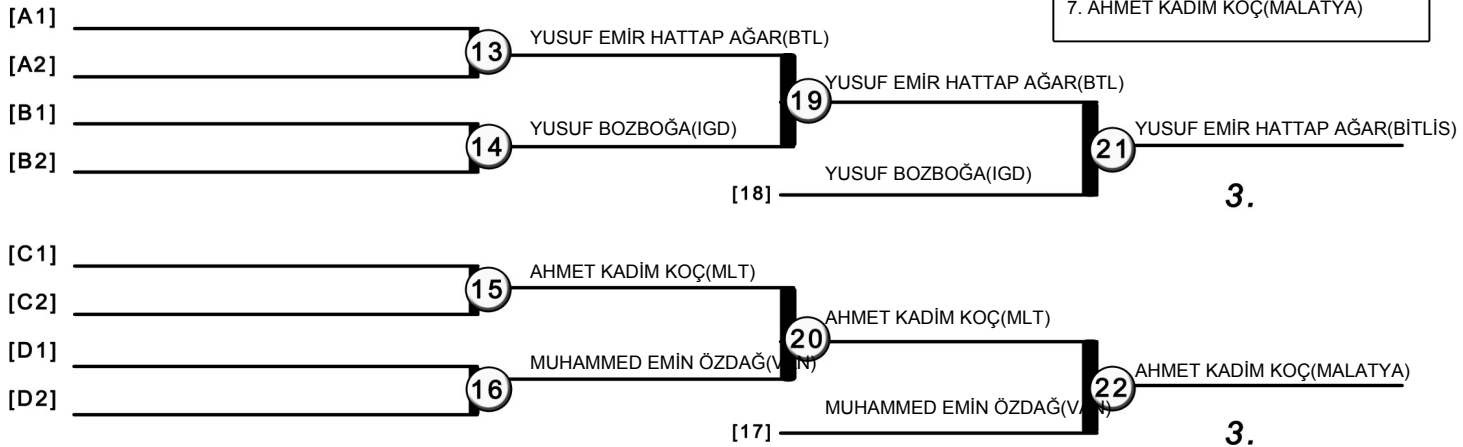 7. AHMET KADİM KOÇ(MALATYA)
[A1]
13
YUSUF EMİR HATTAP AĞAR(BTL)
[A2]
19
YUSUF EMİR HATTAP AĞAR(BTL)
[B1]
14
YUSUF BOZBOĞA(IGD)
21
YUSUF EMİR HATTAP AĞAR(BİTLİS)
[B2]
YUSUF BOZBOĞA(IGD)
[18]
3.
[C1]
15
AHMET KADİM KOÇ(MLT)
[C2]
20
AHMET KADİM KOÇ(MLT)
[D1]
16
MUHAMMED EMİN ÖZDAĞ(VAN)
22
AHMET KADİM KOÇ(MALATYA)
[D2]
MUHAMMED EMİN ÖZDAĞ(VAN)
[17]
3.